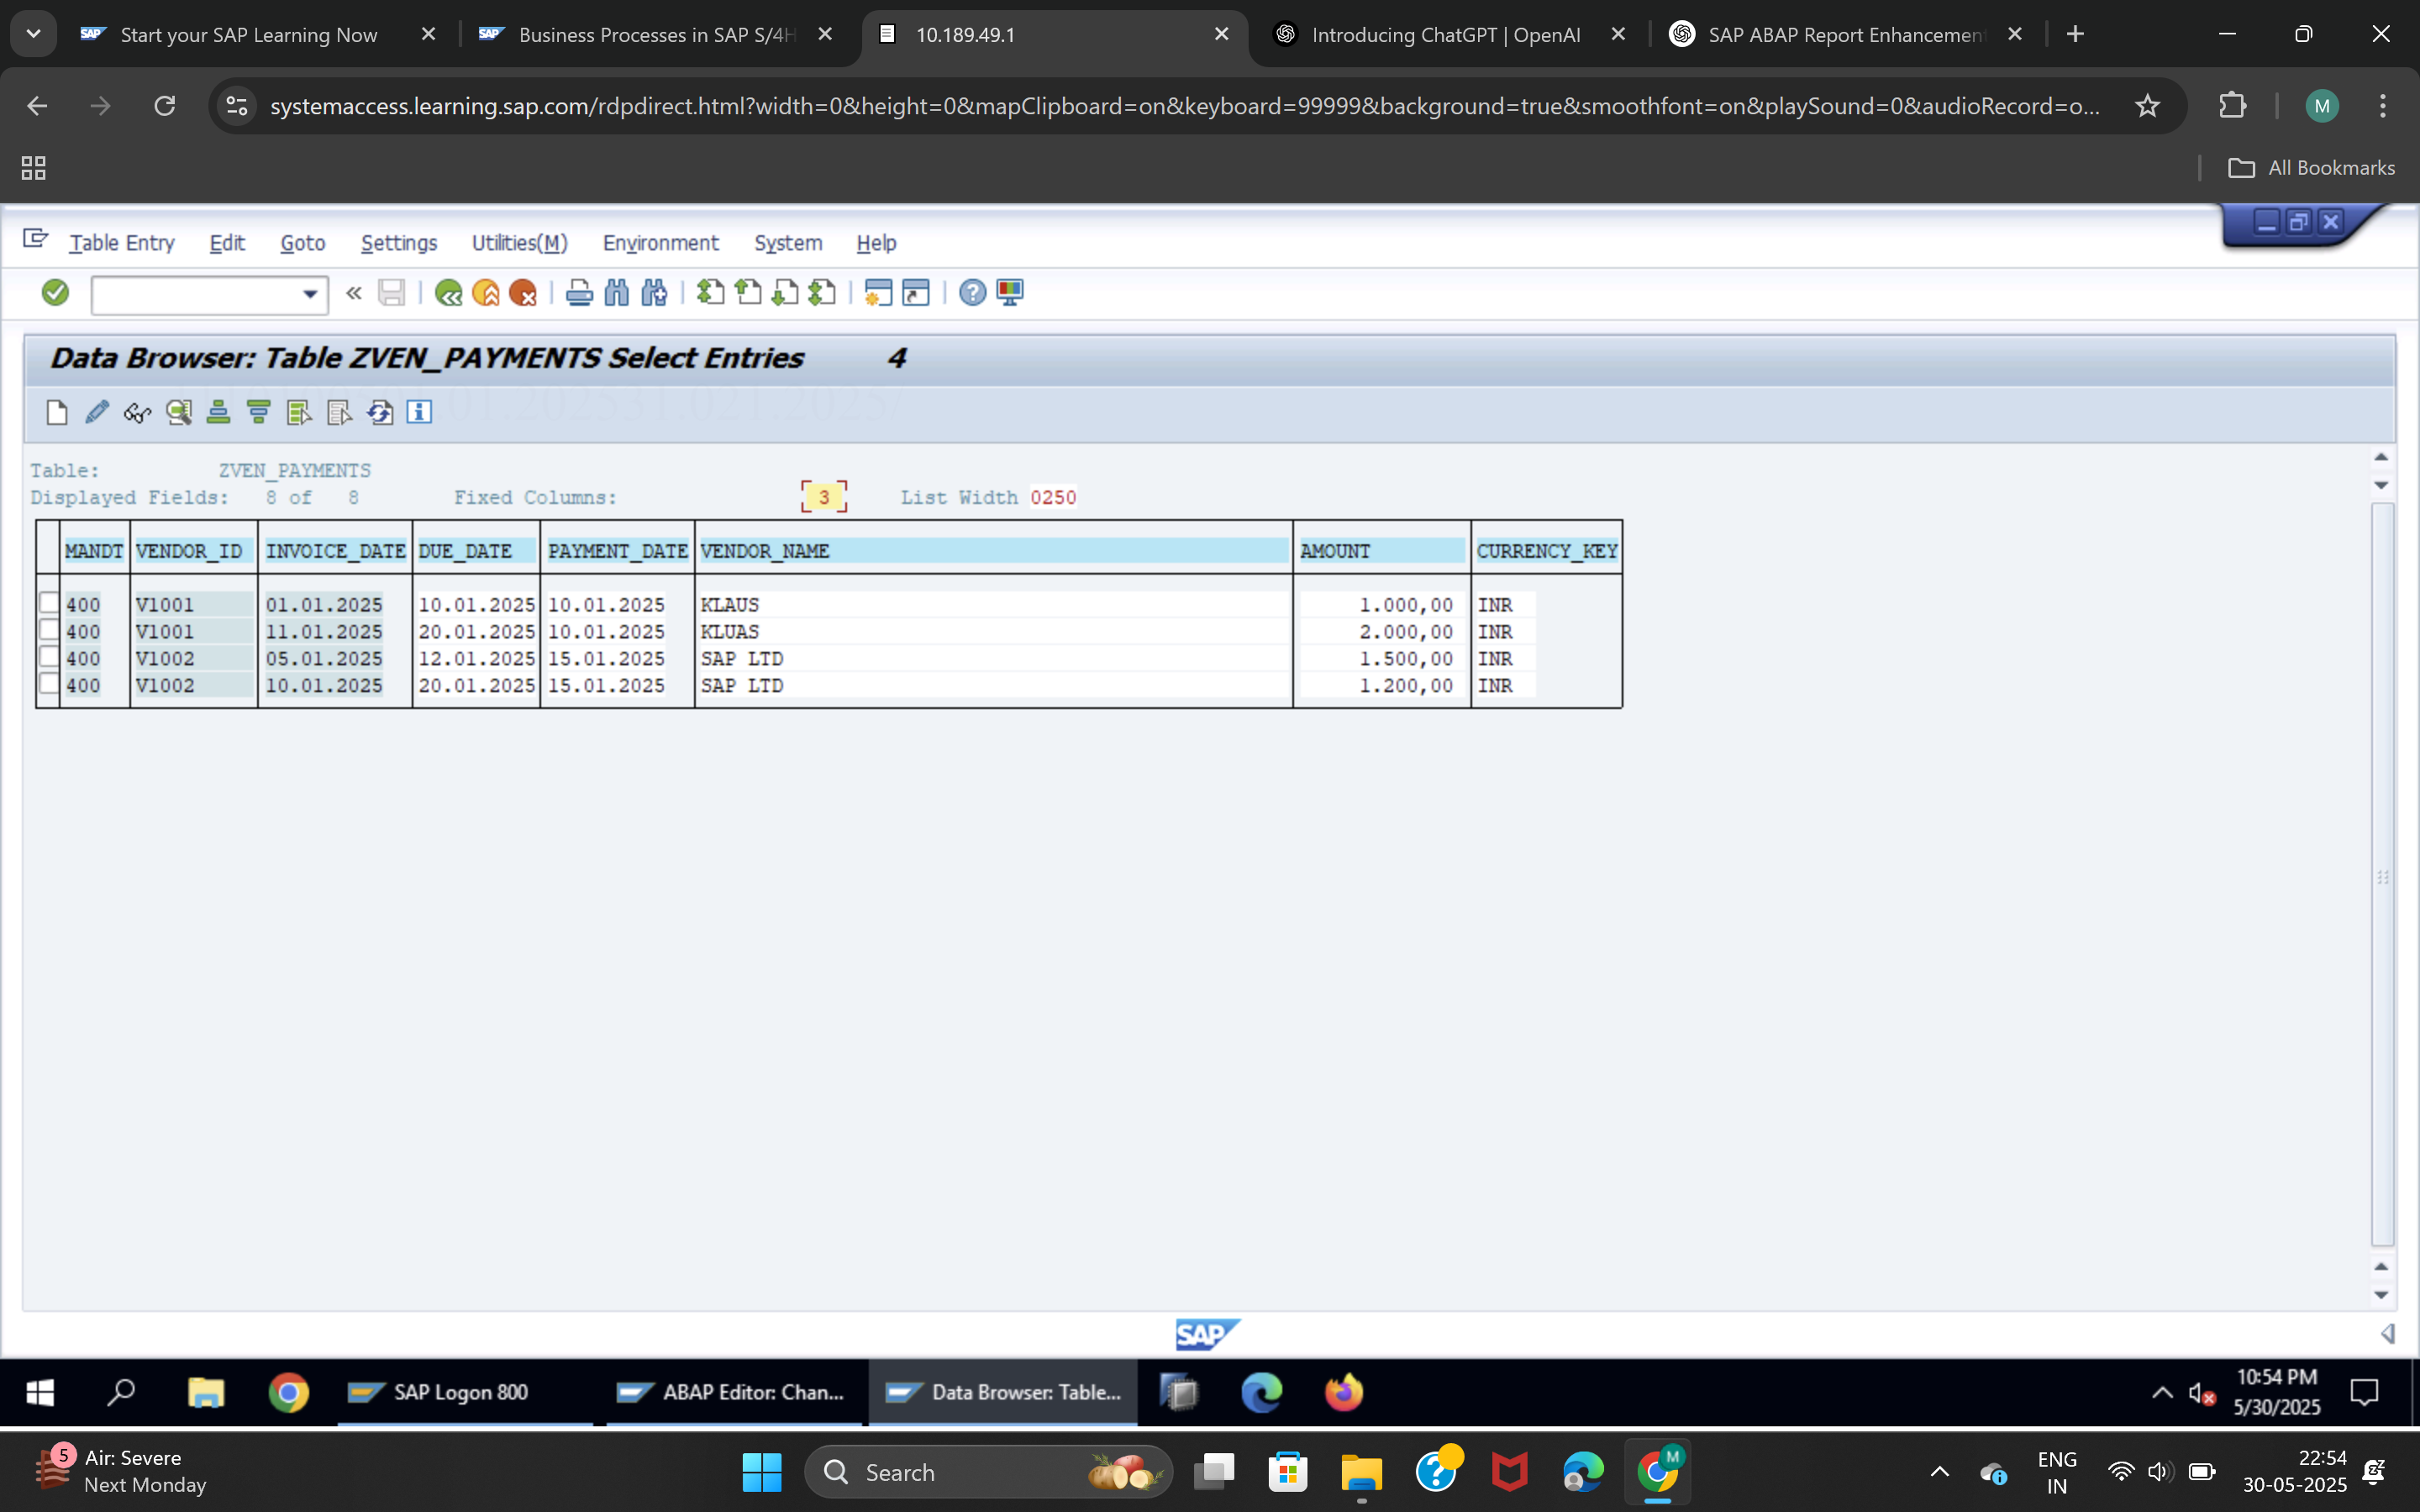 Start your SAP Learning Now
Business Processes in SAP S/4H
10.189.49.1
Introducing ChatGPT | OpenAI
SAP ABAP Report Enhancemen
systemaccess.learning.sap.com/rdpdirect.html?width=0&height=0&mapClipboard=on&keyboard=99999&background=true&smoothfont=on&playSound=0&audioRecord=o...
M
All Bookmarks
Table Entry Edit Goto Settings Utilities(M) Environment System Help
Data Browser: Table ZVEN_PAYMENTS Select Entries 4
Table: ZVEN_PAYMENTS
Displayed Fields: 8 of 8 Fixed Columns: 3 List Width 0250
MANDT VENDOR_ID INVOICE_DATE DUE_DATE PAYMENT_DATE VENDOR_NAME AMOUNT CURRENCY_KEY
400 V1001 01.01.2025 10.01.2025 10.01.2025 KLAUS 1.000,00 INR
400 V1001 11.01.2025 20.01.2025 10.01.2025 KLUAS 2.000,00 INR
400 V1002 05.01.2025 12.01.2025 15.01.2025 SAP LTD 1.500,00 INR
400 V1002 10.01.2025 20.01.2025 15.01.2025 SAP LTD 1.200,00 INR
SAP
SAP Logon 800
ABAP Editor: Chan...
Data Browser: Table...
10:54 PM
5/30/2025
5
Air: Severe
Next Monday
Search
M
ENG
IN
22:54
30-05-2025